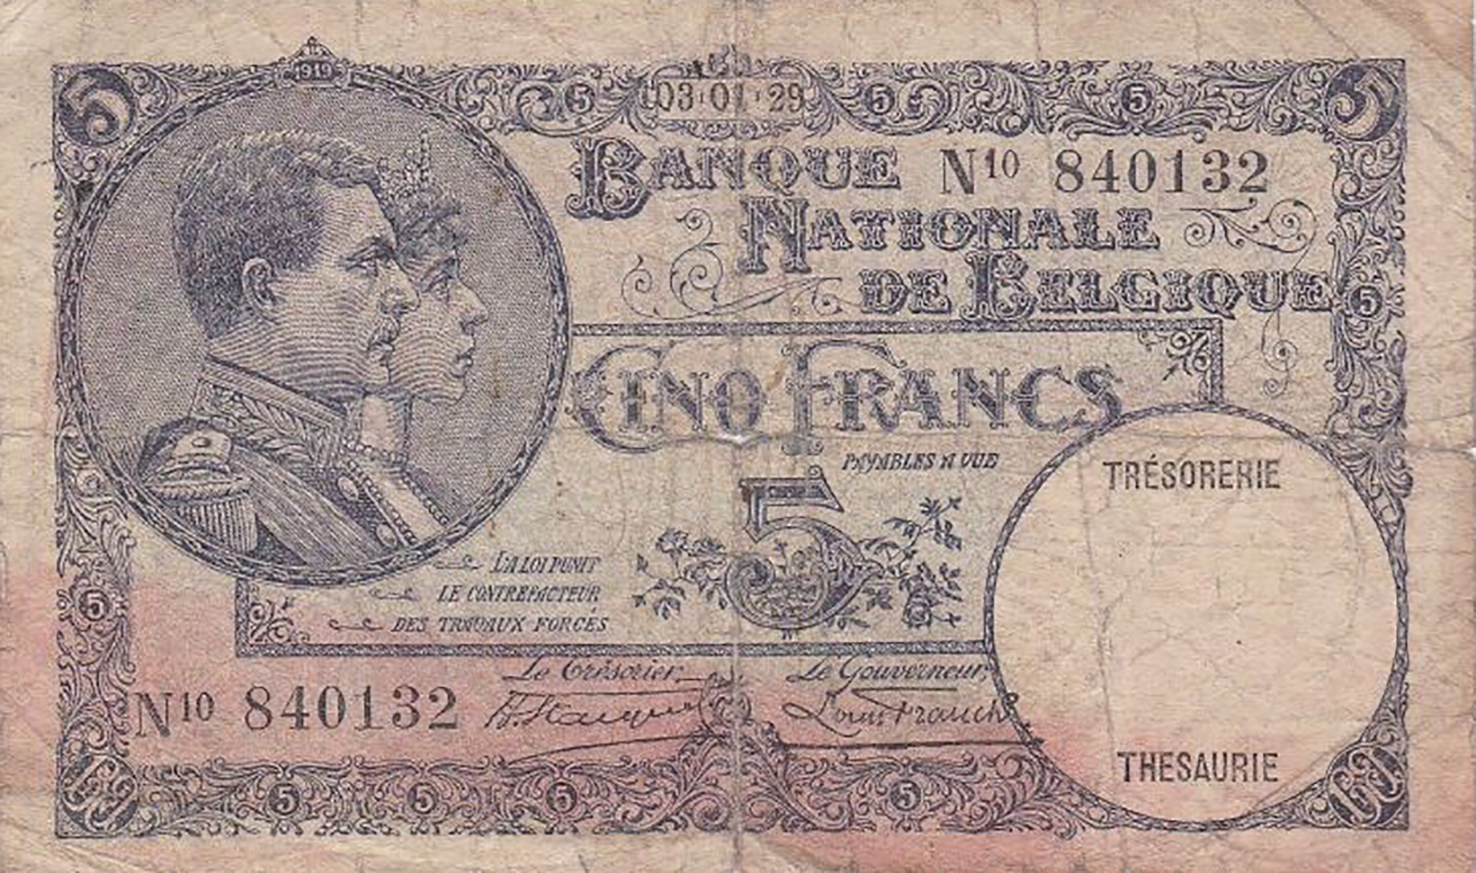 1919
5 5 03·01·29 5 5 5
BANQUE N10 840132
NATIONALE
DE BELGIQUE
5
CINQ FRANCS
PAYABLES A VUE
TRÉSORERIE
5
LA LOI PUNIT
LE CONTREFACTEUR
5
DES TRAVAUX FORCÉS
Le Trésorier, Le Gouverneur,
N10 840132
THESAURIE
5 5 5 5